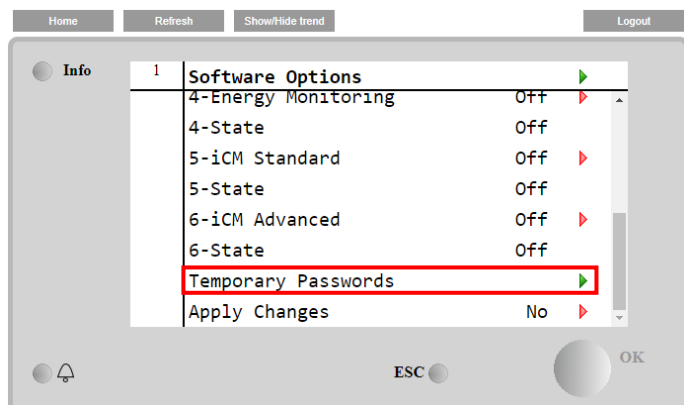 Home Refresh Show/Hide trend Logout
Info 1 Software Options
4-Energy Monitoring Off
4-State Off
5-iCM Standard Off
5-State Off
6-iCM Advanced Off
6-State Off
Temporary Passwords
Apply Changes No
ESC OK